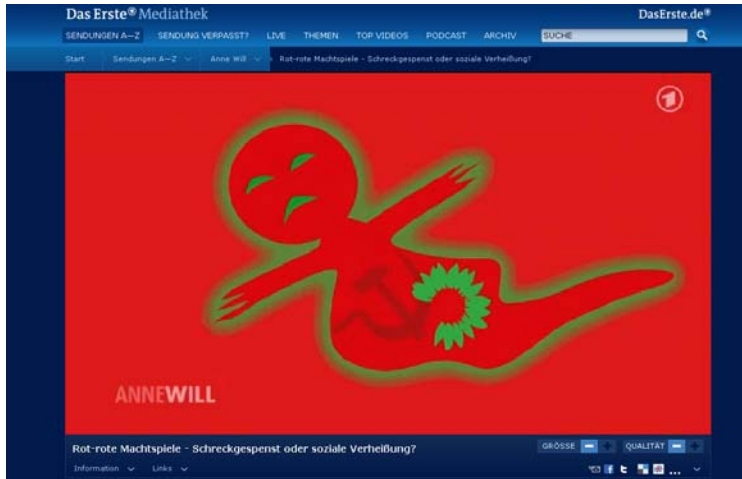 Das Erste Mediathek
DasErste.de
SENDUNGEN A—Z SENDUNG VERPASST? LIVE THEMEN TOP VIDEOS PODCAST ARCHIV SUCHE
Start Sendungen A—Z Anne Will Rot-rote Machtspiele - Schreckgespenst oder soziale Verheißung?
1
ANNEWILL
Rot-rote Machtspiele - Schreckgespenst oder soziale Verheißung?
GRÖSSE QUALITÄT
Information Links